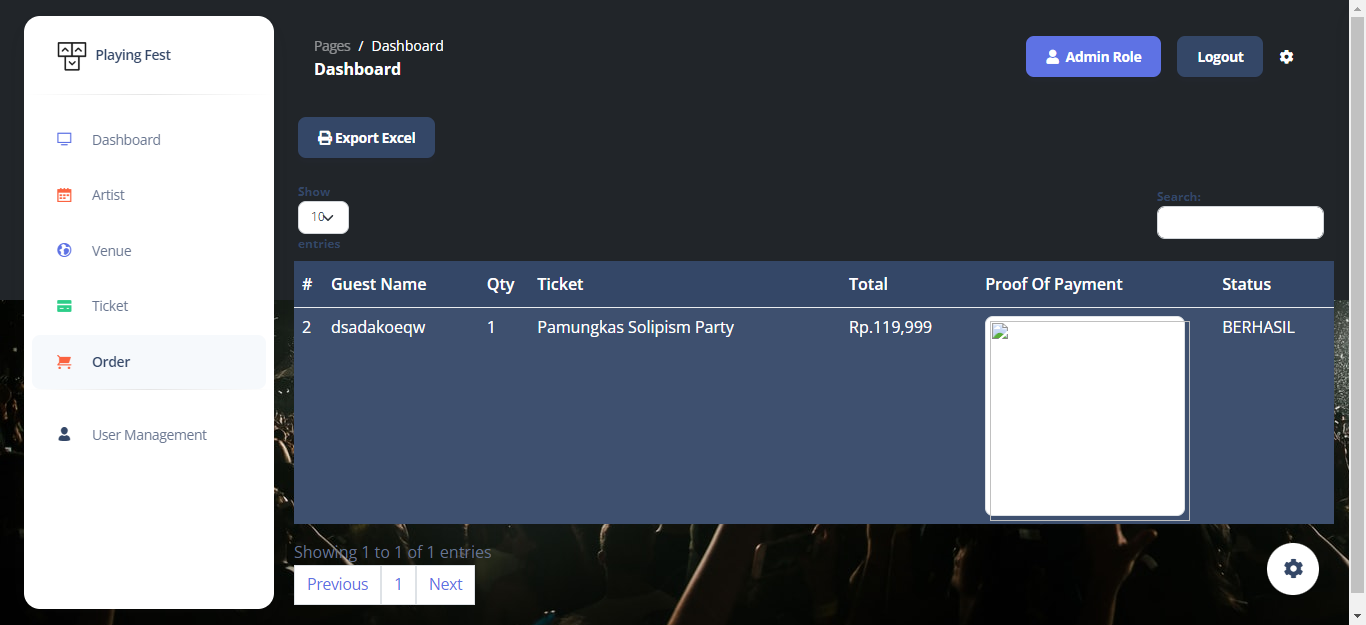 Playing Fest
Dashboard
Artist
Venue
Ticket
Order
User Management
Pages / Dashboard
Dashboard
Admin Role
Logout
Export Excel
Show
10
entries
Search:
# Guest Name Qty Ticket Total Proof Of Payment Status
2 dsadakoeqw 1 Pamungkas Solipism Party Rp.119,999 BERHASIL
Showing 1 to 1 of 1 entries
Previous 1 Next